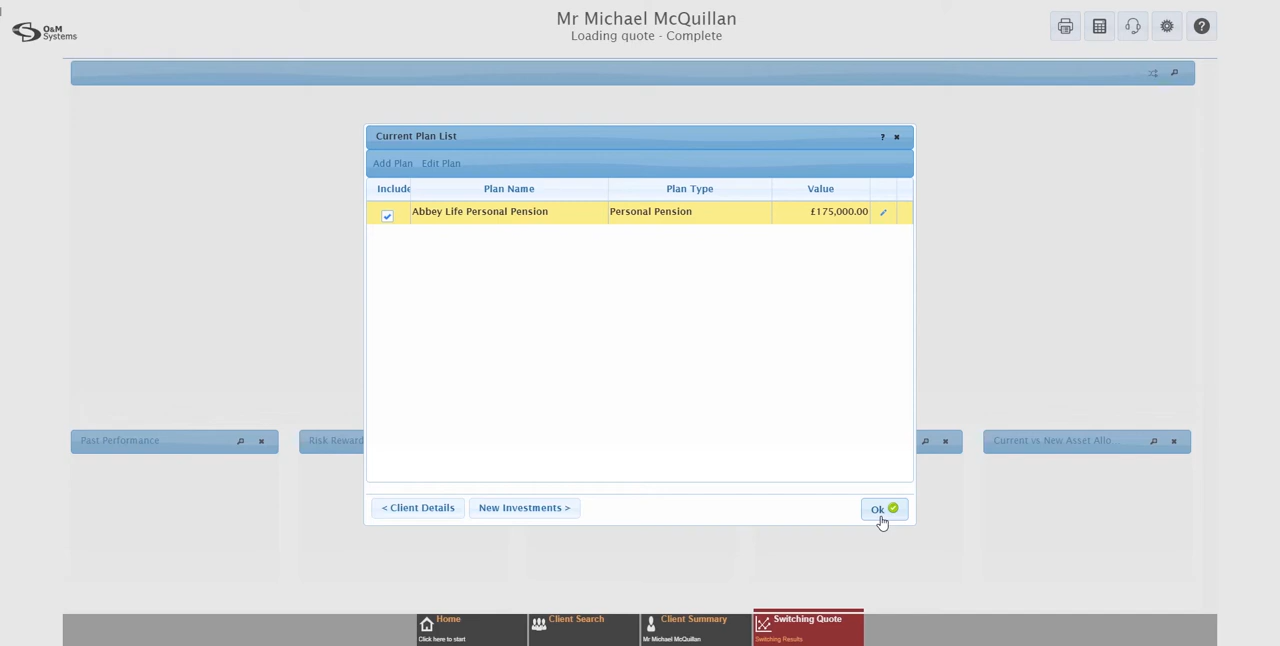 O&M
Systems
Mr Michael McQuillan
Loading quote - Complete
Current Plan List
Add Plan Edit Plan
Include Plan Name Plan Type Value
Abbey Life Personal Pension Personal Pension £175,000.00
Past Performance
Risk Reward
Current vs New Asset Allo...
< Client Details New Investments > Ok
Home
Click here to start
Client Search
Client Summary
Mr Michael McQuillan
Switching Quote
Switching Results